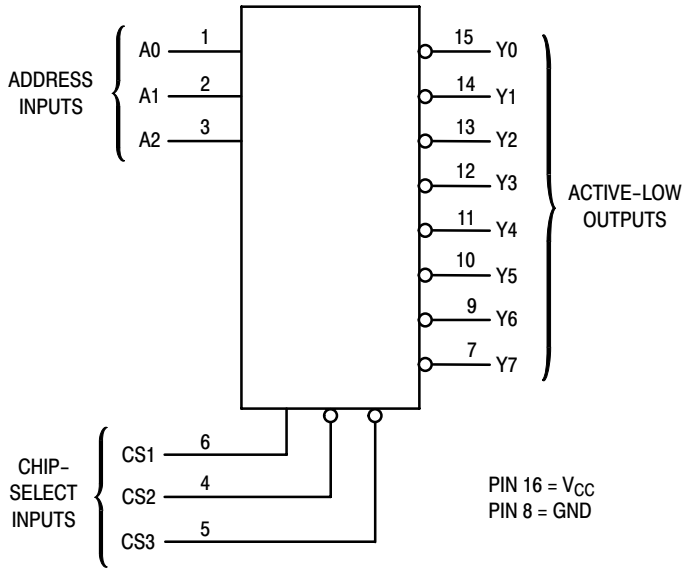 ADDRESS
INPUTS
A0 1
A1 2
A2 3
15 Y0
14 Y1
13 Y2
12 Y3
11 Y4
10 Y5
9 Y6
7 Y7
ACTIVE-LOW
OUTPUTS
CHIP-
SELECT
INPUTS
CS1 6
CS2 4
CS3 5
PIN 16 = VCC
PIN 8 = GND